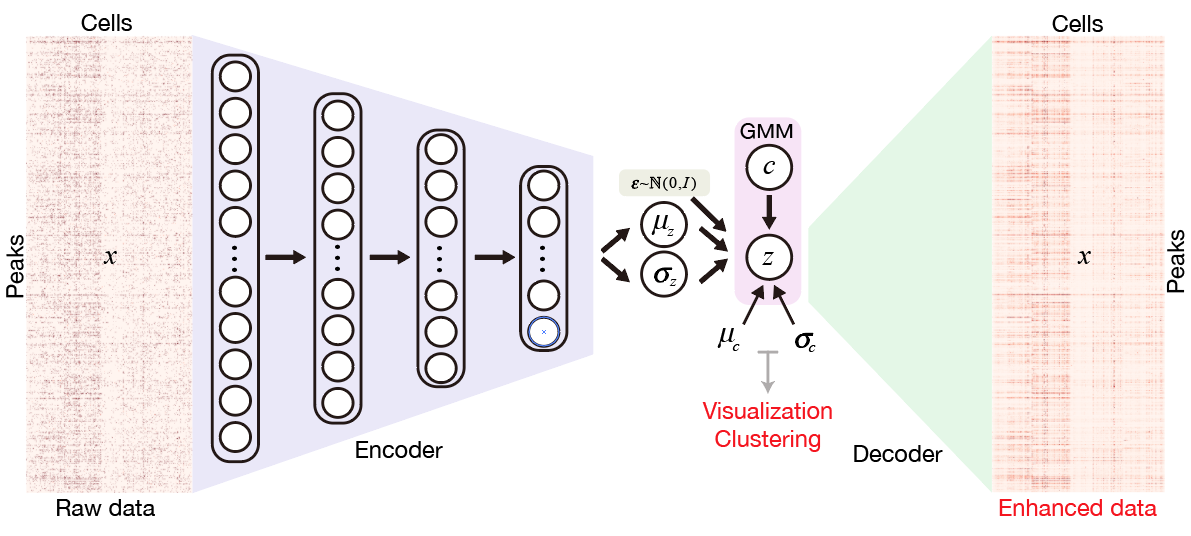 Cells
Peaks
x
Raw data
Encoder
ε~ℕ(0,I)
μz
σz
GMM
c
z
μc
σc
Visualization
Clustering
Decoder
Cells
x
Peaks
Enhanced data